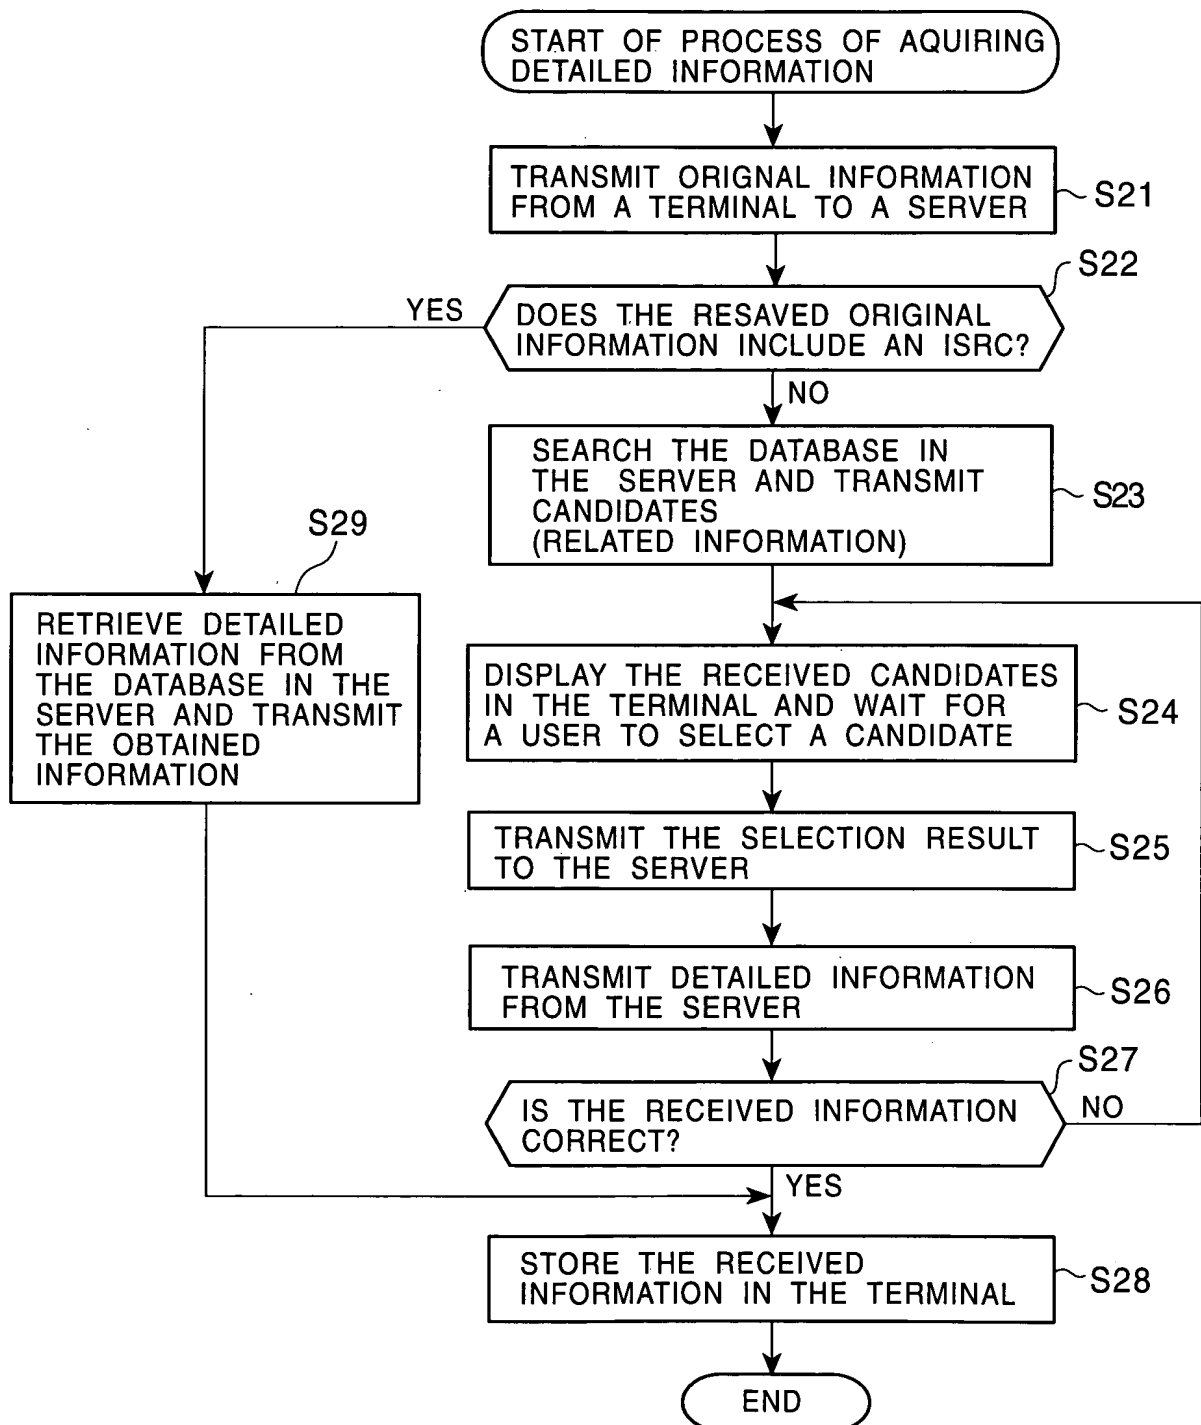 START OF PROCESS OF AQUIRING
DETAILED INFORMATION
TRANSMIT ORIGNAL INFORMATION
FROM A TERMINAL TO A SERVER
S21
S22
YES
DOES THE RESAVED ORIGINAL
INFORMATION INCLUDE AN ISRC?
NO
SEARCH THE DATABASE IN
THE SERVER AND TRANSMIT
CANDIDATES
(RELATED INFORMATION)
S23
S29
RETRIEVE DETAILED
INFORMATION FROM
THE DATABASE IN THE
SERVER AND TRANSMIT
THE OBTAINED
INFORMATION
DISPLAY THE RECEIVED CANDIDATES
IN THE TERMINAL AND WAIT FOR
A USER TO SELECT A CANDIDATE
S24
TRANSMIT THE SELECTION RESULT
TO THE SERVER
S25
TRANSMIT DETAILED INFORMATION
FROM THE SERVER
S26
S27
IS THE RECEIVED INFORMATION
CORRECT?
NO
YES
STORE THE RECEIVED
INFORMATION IN THE TERMINAL
S28
END